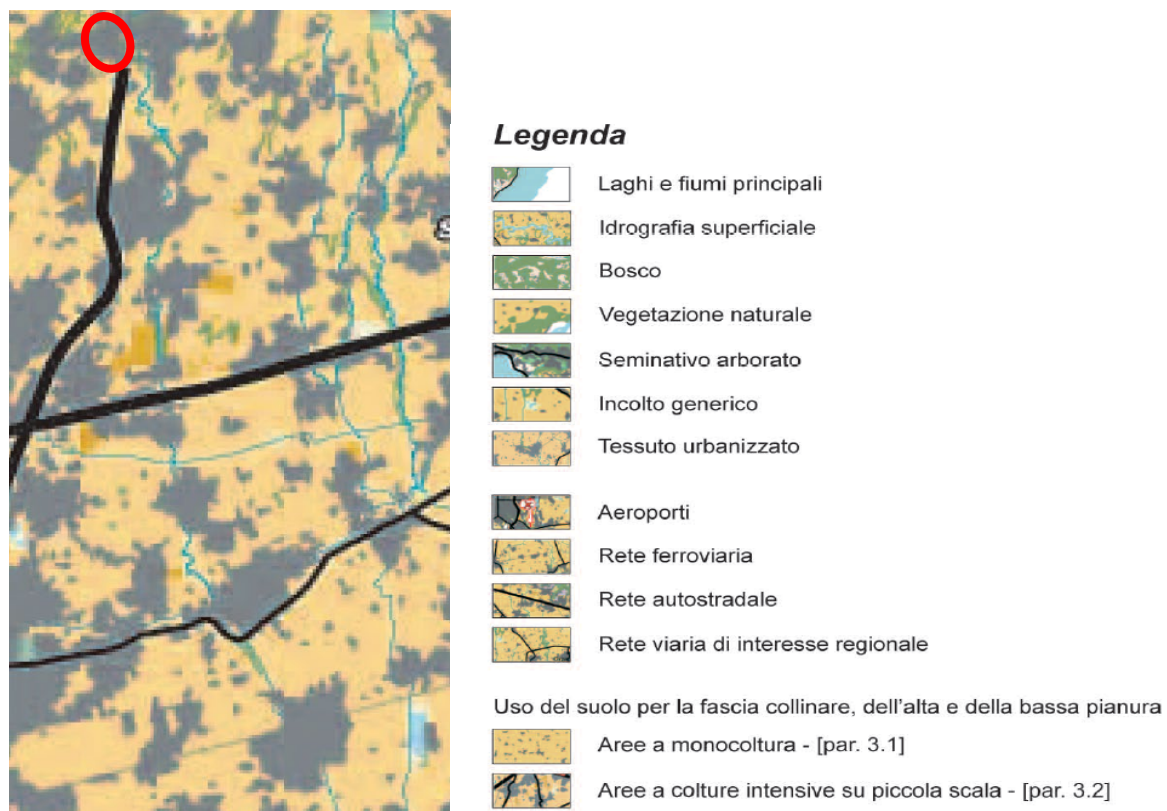 Legenda
Laghi e fiumi principali
Idrografia superficiale
Bosco
Vegetazione naturale
Seminativo arborato
Incolto generico
Tessuto urbanizzato
Aeroporti
Rete ferroviaria
Rete autostradale
Rete viaria di interesse regionale
Uso del suolo per la fascia collinare, dell'alta e della bassa pianura
Aree a monocoltura - [par. 3.1]
Aree a colture intensive su piccola scala - [par. 3.2]